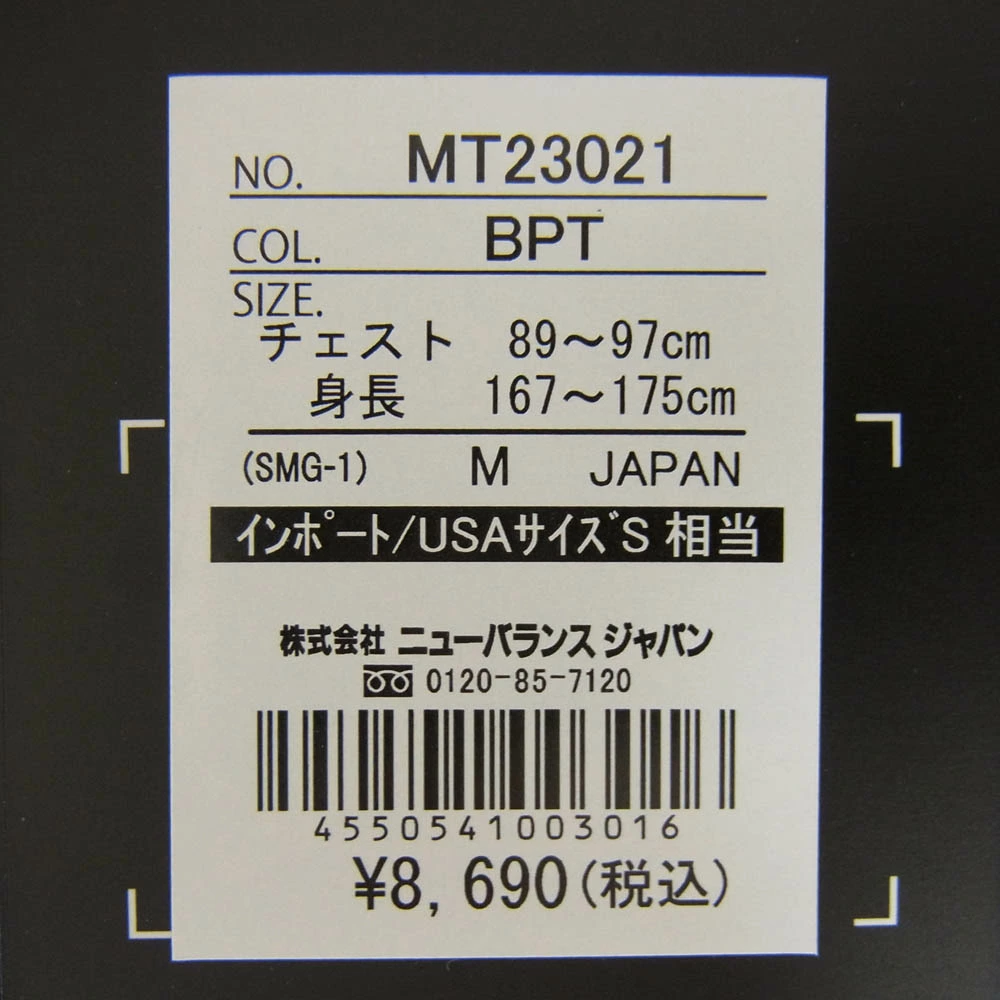 NO. MT23021
COL. BPT
SIZE.
チェスト 89～97cm
身長 167～175cm
(SMG-1) M JAPAN
インポート/USAサイズS 相当
株式会社 ニューバランス ジャパン
0120-85-7120
4550541003016
¥8,690(税込)